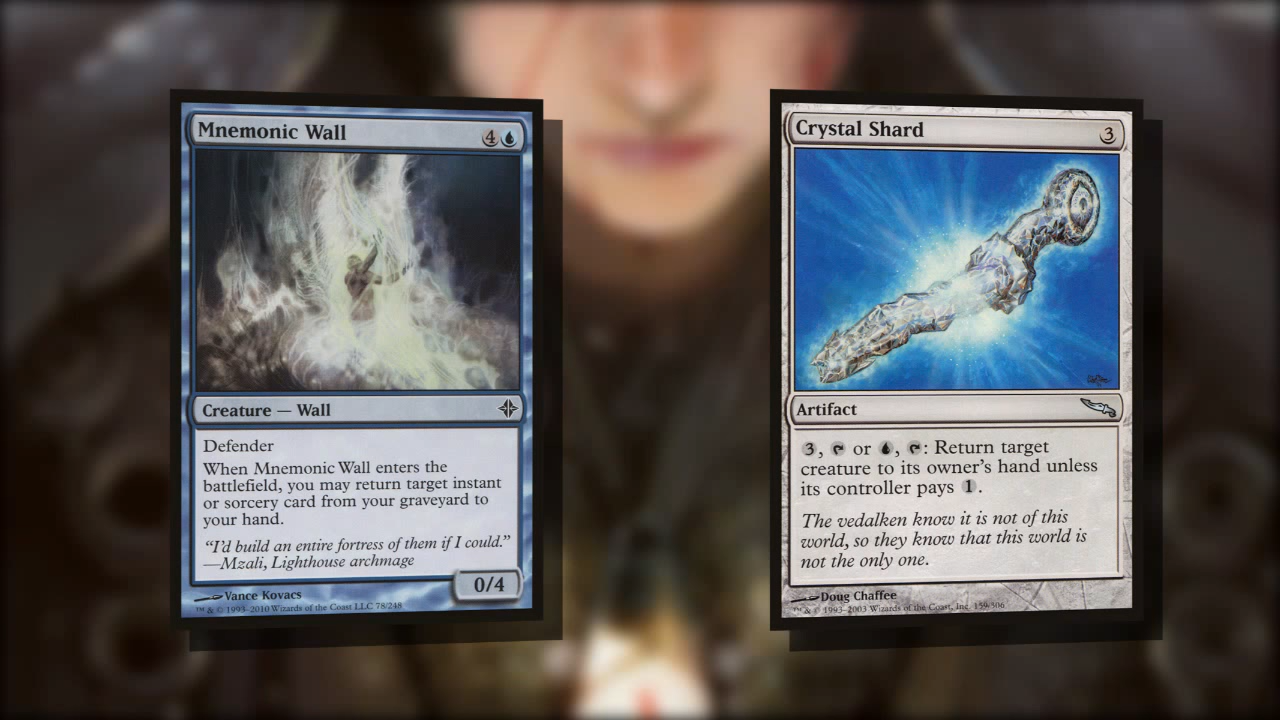 Mnemonic Wall 4
Creature — Wall
Defender
When Mnemonic Wall enters the
battlefield, you may return target instant
or sorcery card from your graveyard to
your hand.
"I'd build an entire fortress of them if I could."
—Mzali, Lighthouse archmage
0/4
Vance Kovacs
™ & © 1993–2010 Wizards of the Coast LLC 78/248
Crystal Shard 3
Artifact
3, or , : Return target
creature to its owner's hand unless
its controller pays 1.
The vedalken know it is not of this
world, so they know that this world is
not the only one.
Doug Chaffee
™ & © 1993–2003 Wizards of the Coast, Inc. 159/306